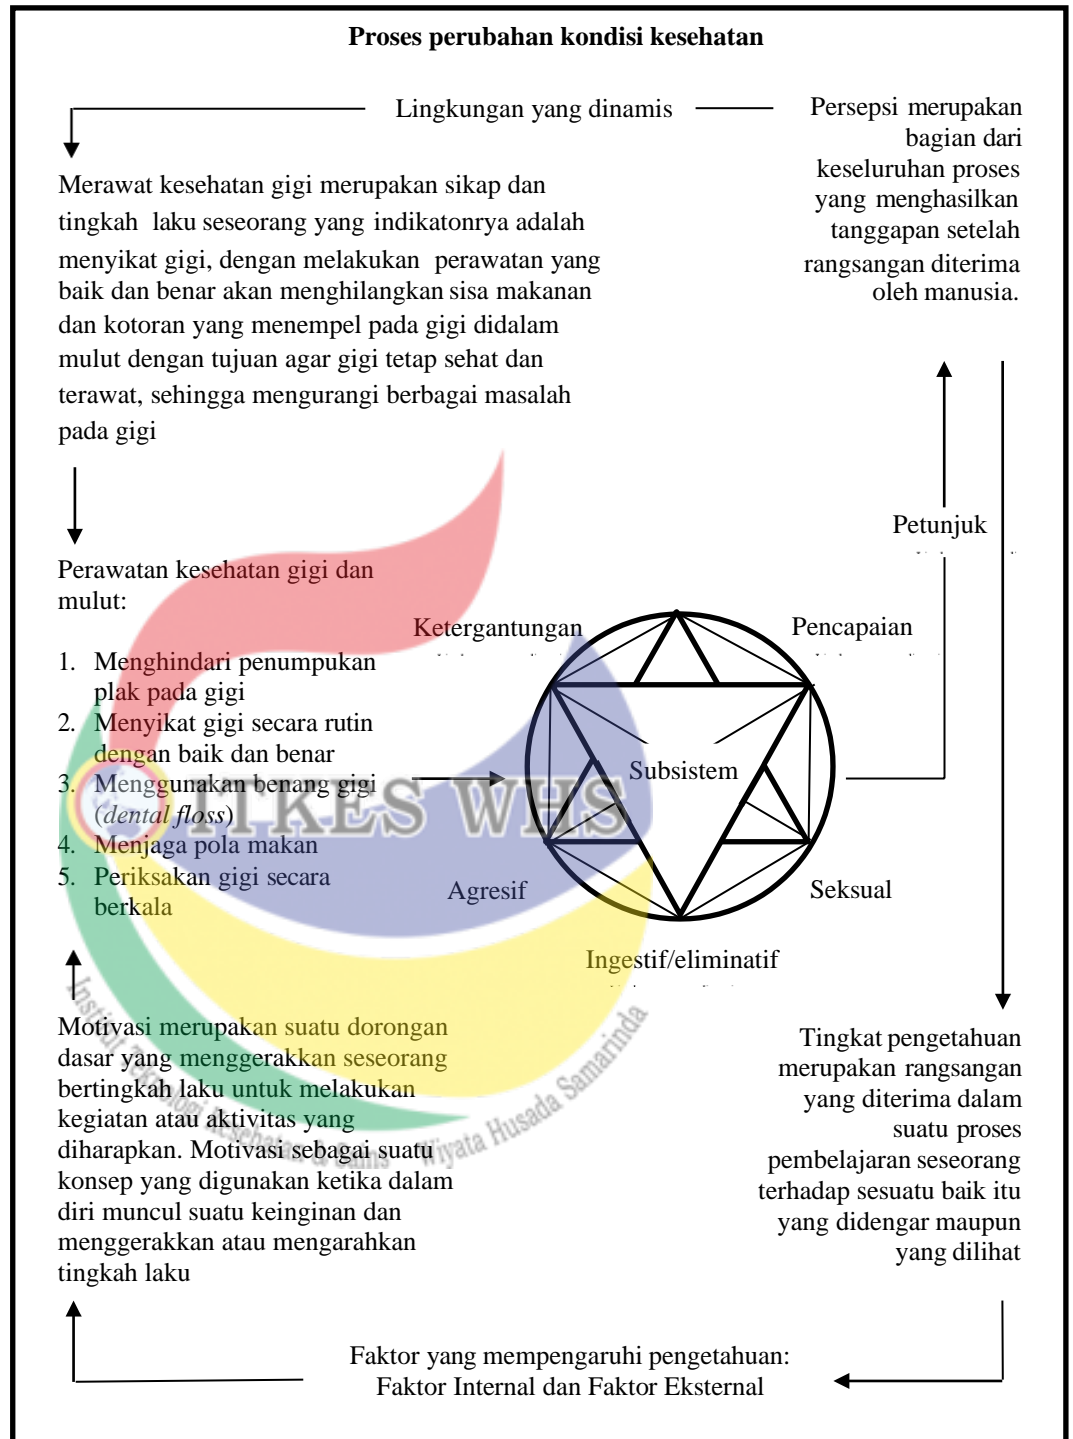 Proses perubahan kondisi kesehatan
Lingkungan yang dinamis
Persepsi merupakan
bagian dari
keseluruhan proses
yang menghasilkan
tanggapan setelah
rangsangan diterima
oleh manusia.
Merawat kesehatan gigi merupakan sikap dan
tingkah laku seseorang yang indikatonrya adalah
menyikat gigi, dengan melakukan perawatan yang
baik dan benar akan menghilangkan sisa makanan
dan kotoran yang menempel pada gigi didalam
mulut dengan tujuan agar gigi tetap sehat dan
terawat, sehingga mengurangi berbagai masalah
pada gigi
Petunjuk
Perawatan kesehatan gigi dan
mulut:
1. Menghindari penumpukan
plak pada gigi
2. Menyikat gigi secara rutin
dengan baik dan benar
3. Menggunakan benang gigi
(dental floss)
4. Menjaga pola makan
5. Periksakan gigi secara
berkala
Ketergantungan
Pencapaian
Subsistem
Agresif
Seksual
Ingestif/eliminatif
ITKES WHS
Institut Teknologi Kesehatan & Sains Wiyata Husada Samarinda
Motivasi merupakan suatu dorongan
dasar yang menggerakkan seseorang
bertingkah laku untuk melakukan
kegiatan atau aktivitas yang
diharapkan. Motivasi sebagai suatu
konsep yang digunakan ketika dalam
diri muncul suatu keinginan dan
menggerakkan atau mengarahkan
tingkah laku
Tingkat pengetahuan
merupakan rangsangan
yang diterima dalam
suatu proses
pembelajaran seseorang
terhadap sesuatu baik itu
yang didengar maupun
yang dilihat
Faktor yang mempengaruhi pengetahuan:
Faktor Internal dan Faktor Eksternal